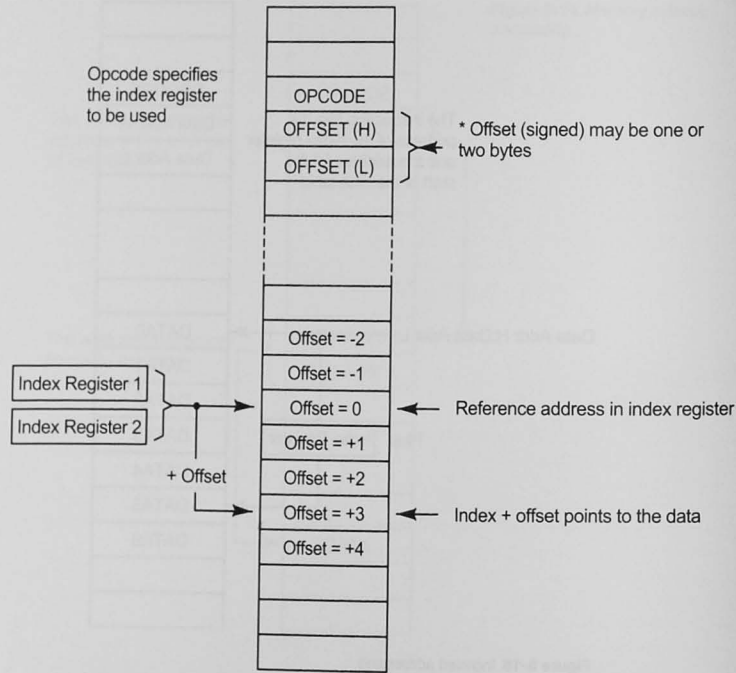 Opcode specifies
the index register
to be used
OPCODE
OFFSET (H)
OFFSET (L)
* Offset (signed) may be one or
two bytes
Offset = -2
Offset = -1
Offset = 0
Offset = +1
Offset = +2
Offset = +3
Offset = +4
Index Register 1
Index Register 2
+ Offset
Reference address in index register
Index + offset points to the data